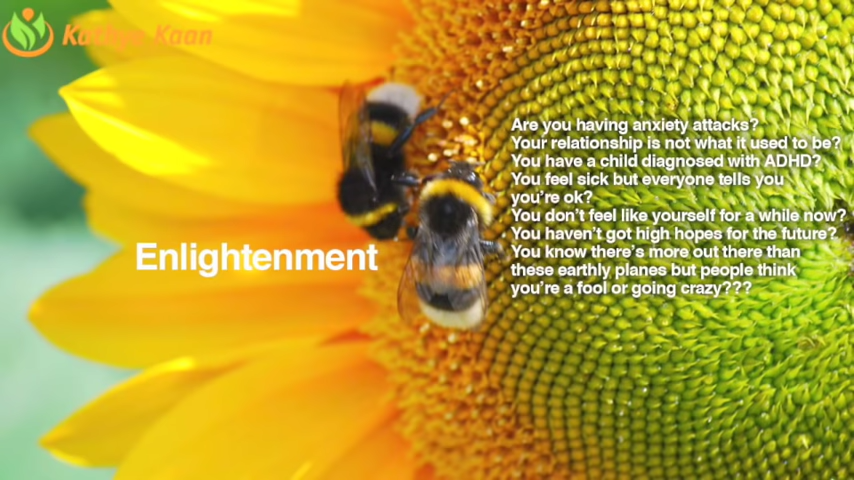 Kathye Kaan
Enlightenment
Are you having anxiety attacks?
Your relationship is not what it used to be?
You have a child diagnosed with ADHD?
You feel sick but everyone tells you
you're ok?
You don't feel like yourself for a while now?
You haven't got high hopes for the future?
You know there's more out there than
these earthly planes but people think
you're a fool or going crazy???